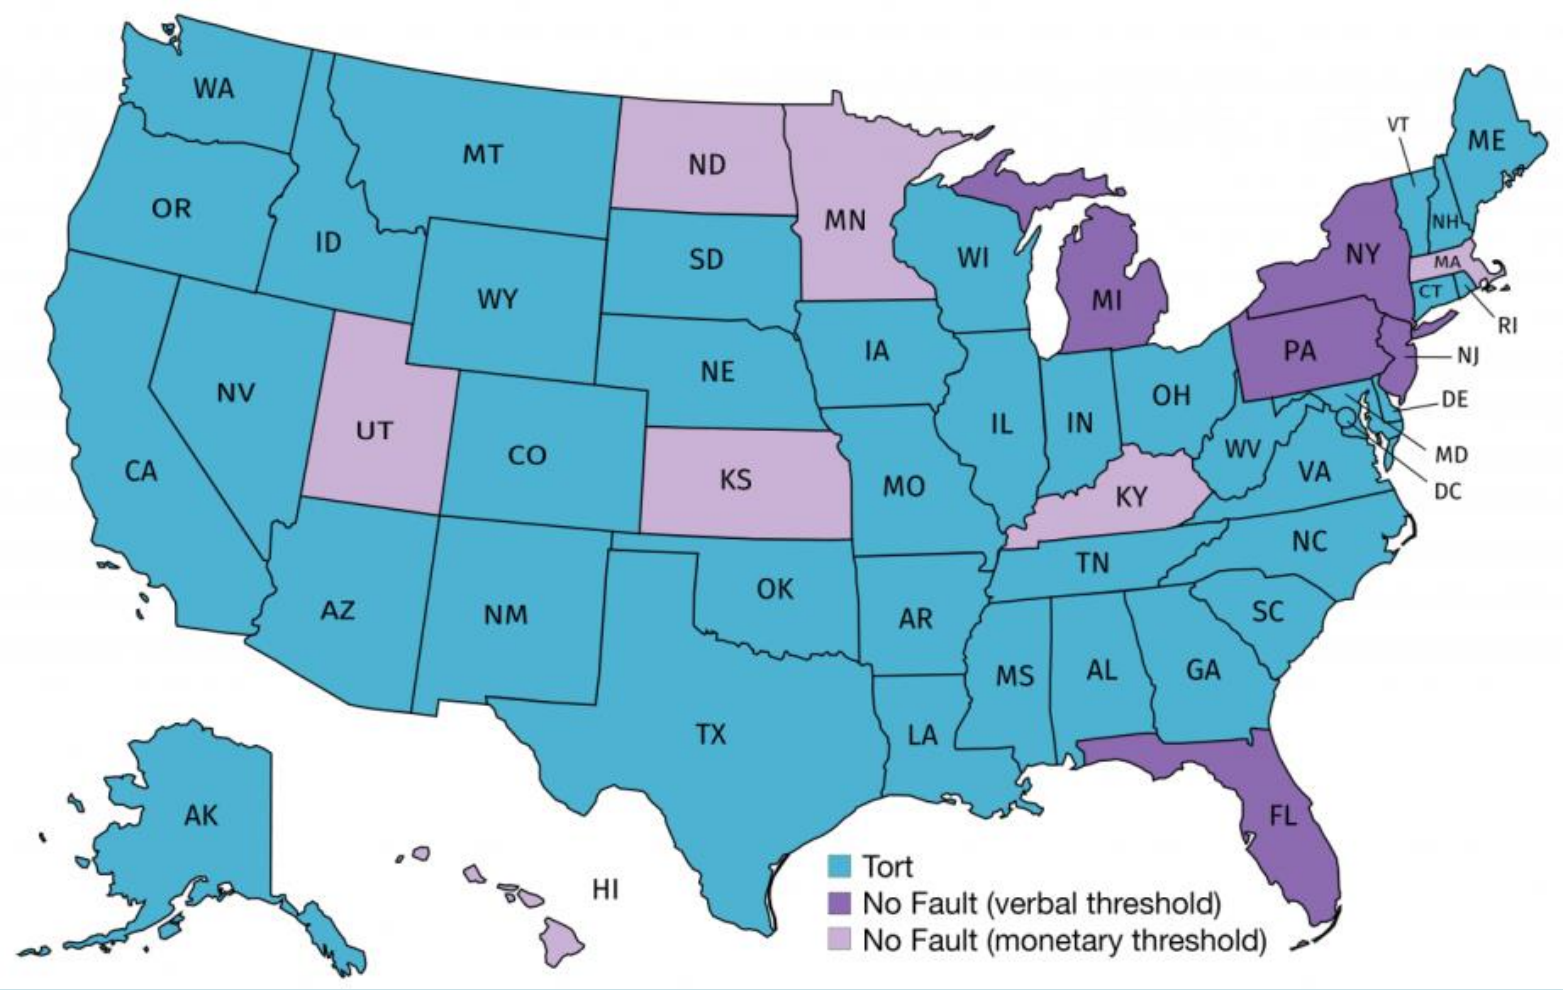 WA
MT
ND
MN
VT
ME
OR
ID
SD
WI
MI
NY
NH
MA
WY
CT
RI
IA
PA
NJ
NV
NE
UT
CO
CA
KS
MO
IL
IN
OH
WV
VA
DE
MD
DC
KY
NC
TN
AZ
NM
OK
AR
SC
MS
AL
GA
TX
LA
FL
AK
HI
Tort
No Fault (verbal threshold)
No Fault (monetary threshold)